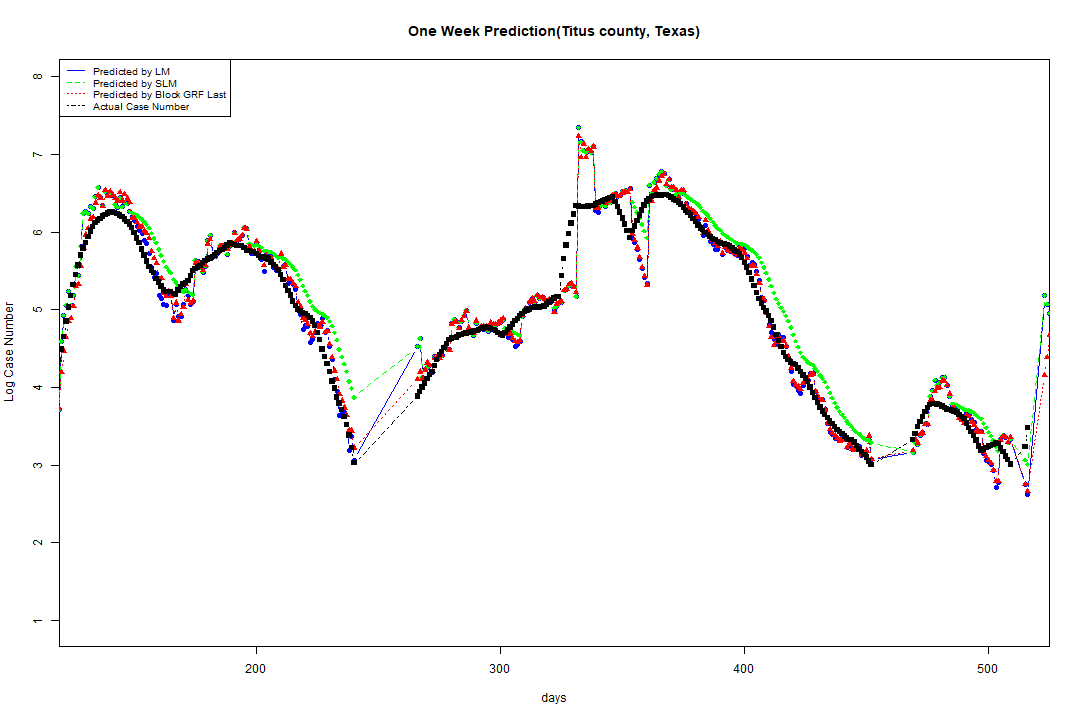 One Week Prediction(Titus county, Texas)
Predicted by LM
Predicted by SLM
Predicted by Block GRF Last
Actual Case Number
8
7
6
5
4
3
2
1
Log Case Number
200
300
400
500
days